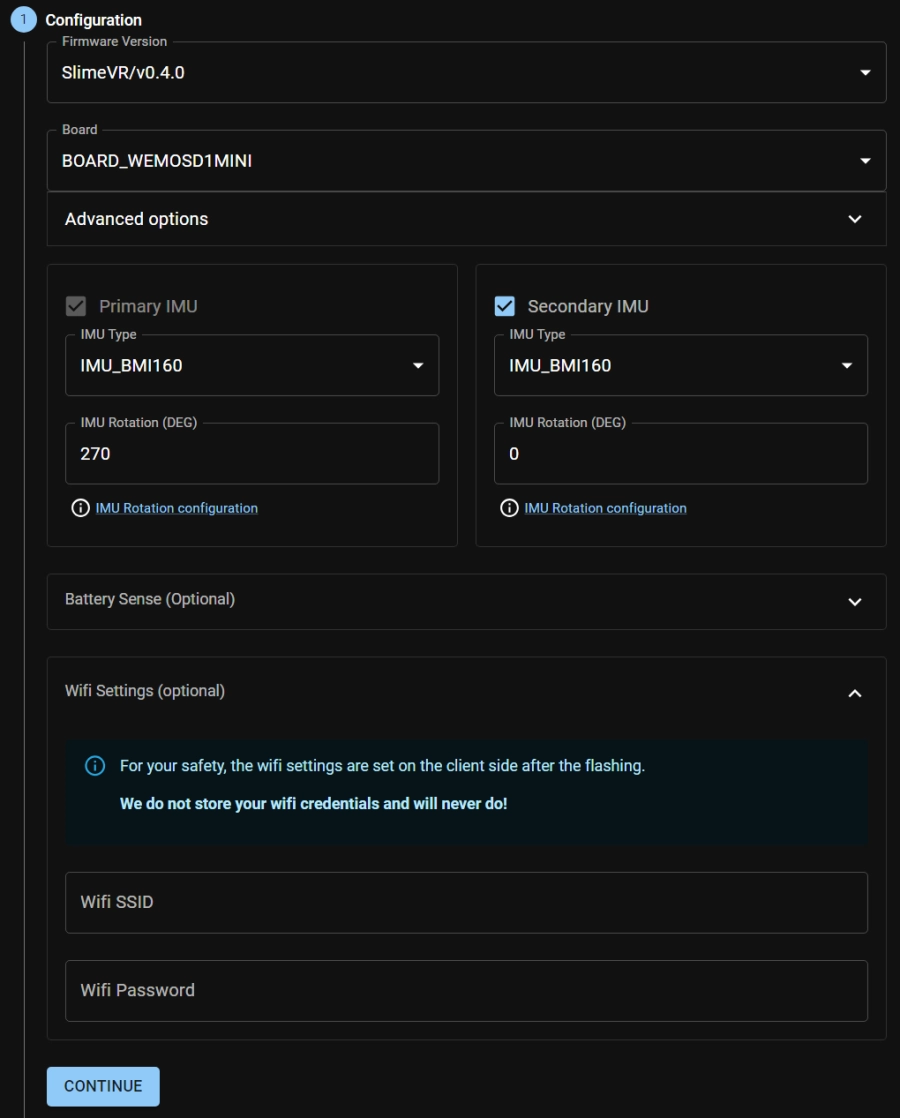 1 Configuration
Firmware Version
SlimeVR/v0.4.0
Board
BOARD_WEMOSD1MINI
Advanced options
Primary IMU
IMU Type
IMU_BMI160
IMU Rotation (DEG)
270
IMU Rotation configuration
Secondary IMU
IMU Type
IMU_BMI160
IMU Rotation (DEG)
0
IMU Rotation configuration
Battery Sense (Optional)
Wifi Settings (optional)
For your safety, the wifi settings are set on the client side after the flashing.
We do not store your wifi credentials and will never do!
Wifi SSID
Wifi Password
CONTINUE